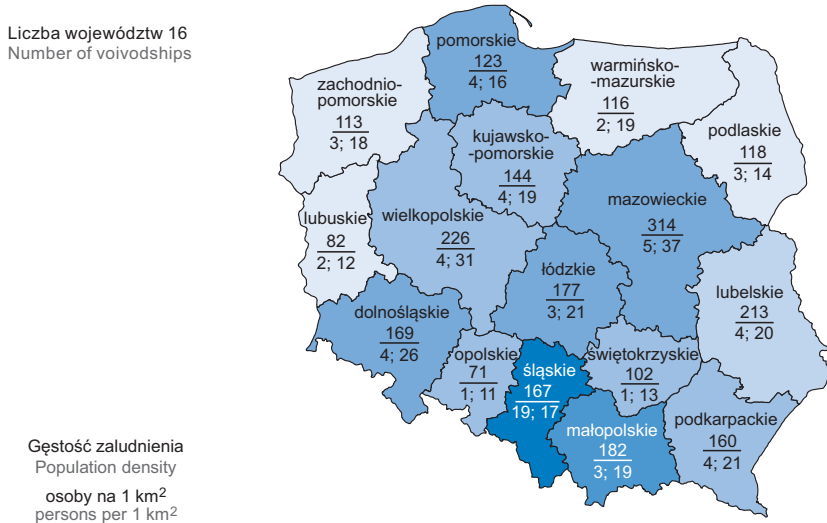 Liczba województw 16
Number of voivodships
pomorskie
123
4; 16
warmińsko-
-mazurskie
116
2; 19
zachodnio-
pomorskie
113
3; 18
podlaskie
118
3; 14
kujawsko-
-pomorskie
144
4; 19
mazowieckie
314
5; 37
lubuskie
82
2; 12
wielkopolskie
226
4; 31
łódzkie
177
3; 21
lubelskie
213
4; 20
dolnośląskie
169
4; 26
opolskie
71
1; 11
śląskie
167
19; 17
świętokrzyskie
102
1; 13
małopolskie
182
3; 19
podkarpackie
160
4; 21
Gęstość zaludnienia
Population density
osoby na 1 km²
persons per 1 km²